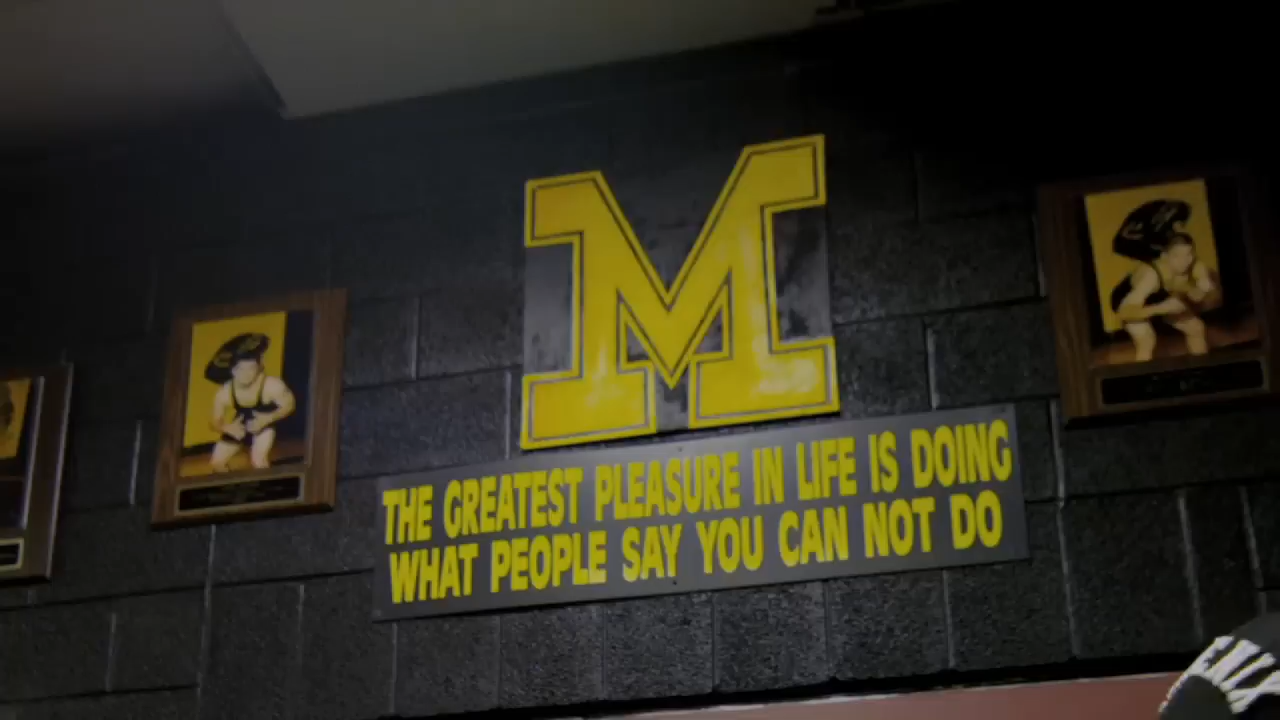 M
THE GREATEST PLEASURE IN LIFE IS DOING
WHAT PEOPLE SAY YOU CAN NOT DO